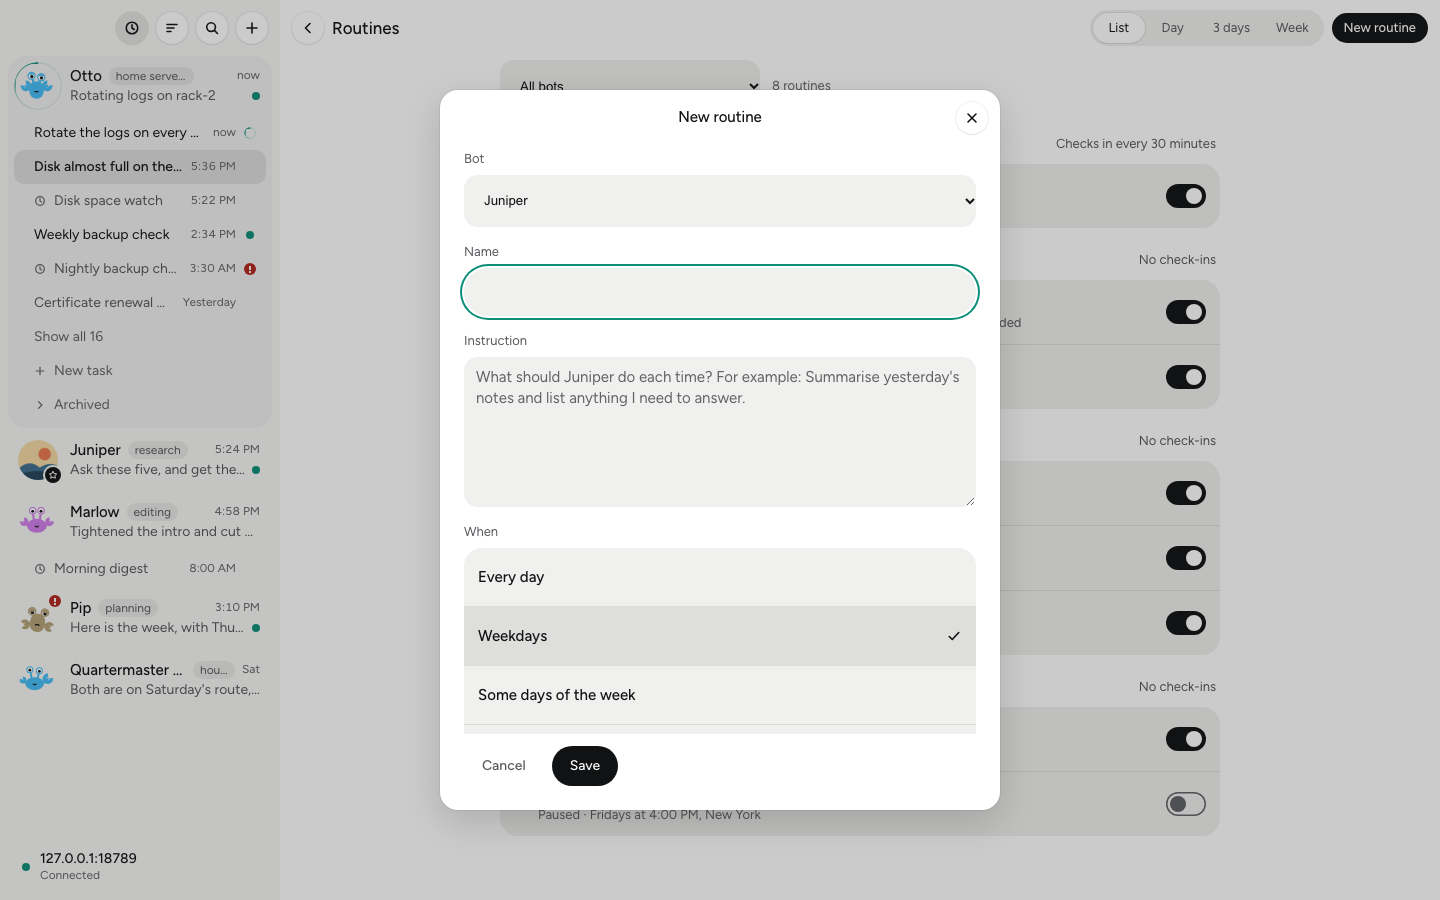 Routines
List
Day
3 days
Week
New routine
Otto
home serve...
now
Rotating logs on rack-2
Rotate the logs on every ...
now
Disk almost full on the...
5:36 PM
Disk space watch
5:22 PM
Weekly backup check
2:34 PM
Nightly backup ch...
3:30 AM
Certificate renewal ...
Yesterday
Show all 16
New task
Archived
Juniper
research
5:24 PM
Ask these five, and get the...
Marlow
editing
4:58 PM
Tightened the intro and cut ...
Morning digest
8:00 AM
Pip
planning
3:10 PM
Here is the week, with Thu...
Quartermaster ...
hou...
Sat
Both are on Saturday's route,...
127.0.0.1:18789
Connected
All bots
8 routines
Checks in every 30 minutes
No check-ins
ded
No check-ins
No check-ins
Paused · Fridays at 4:00 PM, New York
New routine
Bot
Juniper
Name
Instruction
What should Juniper do each time? For example: Summarise yesterday's
notes and list anything I need to answer.
When
Every day
Weekdays
Some days of the week
Cancel
Save